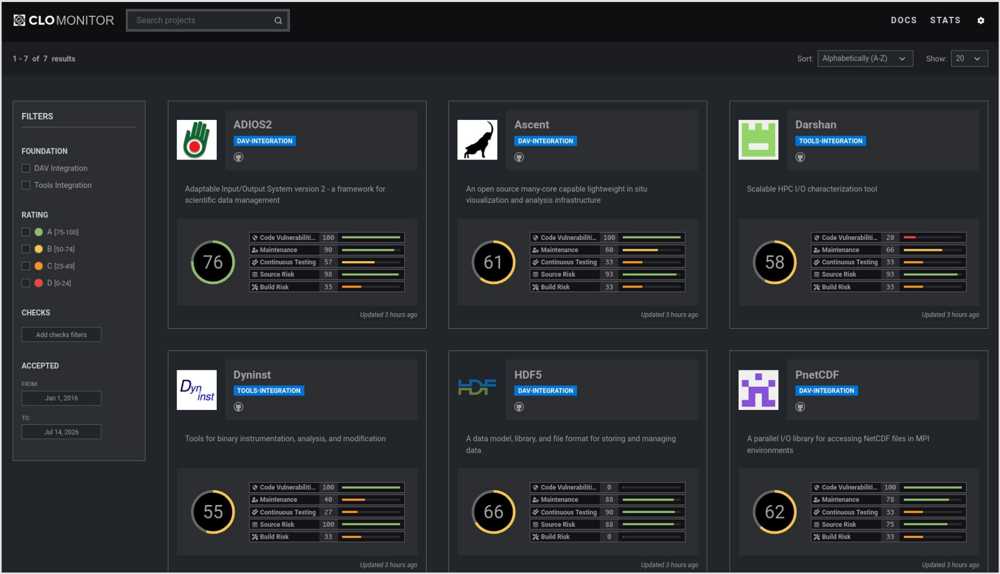 CLOMONITOR
Search projects
DOCS STATS
1 - 7 of 7 results
Sort: Alphabetically (A-Z) Show: 20
FILTERS
FOUNDATION
DAV Integration
Tools Integration
RATING
A [75-100]
B [50-74]
C [25-49]
D [0-24]
CHECKS
Add checks filters
ACCEPTED
FROM:
Jan 1, 2016
TO:
Jul 14, 2026
ADIOS2
DAV-INTEGRATION
Adaptable Input/Output System version 2 - a framework for
scientific data management
76
Code Vulnerabiliti... 100
Maintenance 90
Continuous Testing 57
Source Risk 98
Build Risk 33
Updated 3 hours ago
Ascent
DAV-INTEGRATION
An open source many-core capable lightweight in situ
visualization and analysis infrastructure
61
Code Vulnerabiliti... 100
Maintenance 60
Continuous Testing 33
Source Risk 93
Build Risk 33
Updated 3 hours ago
Darshan
TOOLS-INTEGRATION
Scalable HPC I/O characterization tool
58
Code Vulnerabiliti... 20
Maintenance 66
Continuous Testing 33
Source Risk 93
Build Risk 33
Updated 3 hours ago
Dyn
inst
Dyninst
TOOLS-INTEGRATION
Tools for binary instrumentation, analysis, and modification
55
Code Vulnerabiliti... 100
Maintenance 40
Continuous Testing 27
Source Risk 100
Build Risk 33
Updated 3 hours ago
HDF
HDF5
DAV-INTEGRATION
A data model, library, and file format for storing and managing
data
66
Code Vulnerabiliti... 0
Maintenance 88
Continuous Testing 90
Source Risk 88
Build Risk 0
Updated 3 hours ago
PnetCDF
DAV-INTEGRATION
A parallel I/O library for accessing NetCDF files in MPI
environments
62
Code Vulnerabiliti... 100
Maintenance 78
Continuous Testing 33
Source Risk 75
Build Risk 33
Updated 3 hours ago